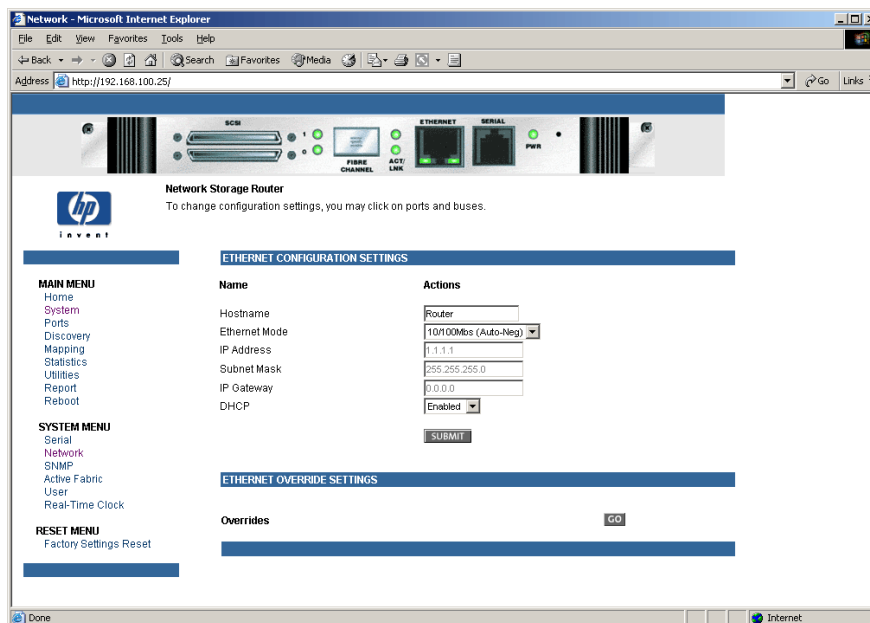 Network - Microsoft Internet Explorer
File Edit View Favorites Tools Help
Back Search Favorites Media
Address http://192.168.100.25/ Go Links
SCSI ETHERNET SERIAL
1
0
FIBRE CHANNEL ACT/ LNK PWR
hp
invent
Network Storage Router
To change configuration settings, you may click on ports and buses.
MAIN MENU
Home
System
Ports
Discovery
Mapping
Statistics
Utilities
Report
Reboot
SYSTEM MENU
Serial
Network
SNMP
Active Fabric
User
Real-Time Clock
RESET MENU
Factory Settings Reset
ETHERNET CONFIGURATION SETTINGS
Name Actions
Hostname Router
Ethernet Mode 10/100Mbs (Auto-Neg)
IP Address 1.1.1.1
Subnet Mask 255.255.255.0
IP Gateway 0.0.0.0
DHCP Enabled
SUBMIT
ETHERNET OVERRIDE SETTINGS
Overrides GO
Done Internet